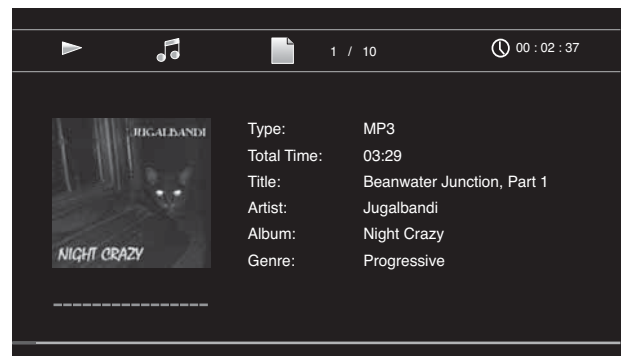 1 / 10 00 : 02 : 37
JUGALBANDI
NIGHT CRAZY
Type: MP3
Total Time: 03:29
Title: Beanwater Junction, Part 1
Artist: Jugalbandi
Album: Night Crazy
Genre: Progressive